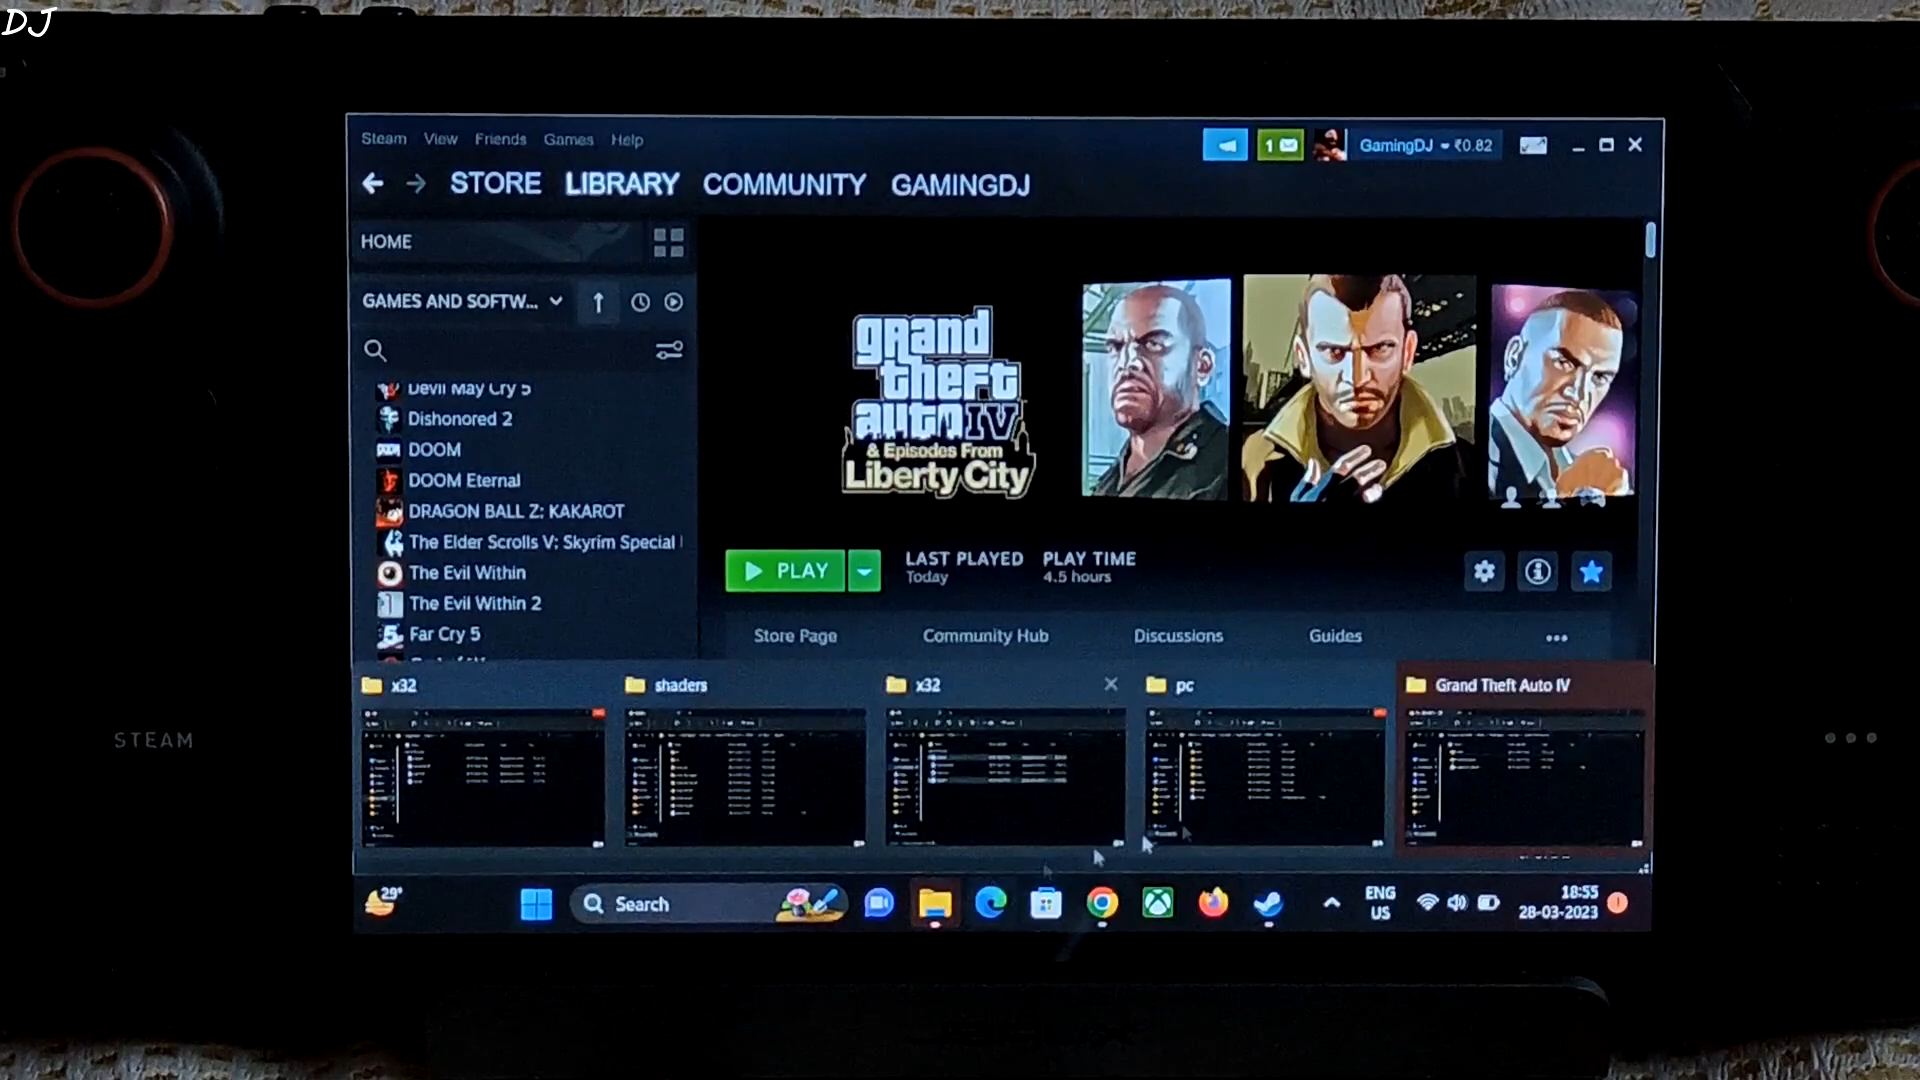 DJ
Steam View Friends Games Help
1 GamingDJ ₹0.82
STORE LIBRARY COMMUNITY GAMINGDJ
HOME
GAMES AND SOFTW...
Devil May Cry 5
Dishonored 2
DOOM
DOOM Eternal
DRAGON BALL Z: KAKAROT
The Elder Scrolls V: Skyrim Special
The Evil Within
The Evil Within 2
Far Cry 5
grand
theft
auto IV
& Episodes From
Liberty City
PLAY
LAST PLAYED
Today
PLAY TIME
4.5 hours
Store Page Community Hub Discussions Guides
x32 shaders x32 pc Grand Theft Auto IV
STEAM
29°
Search
ENG
US
18:55
28-03-2023